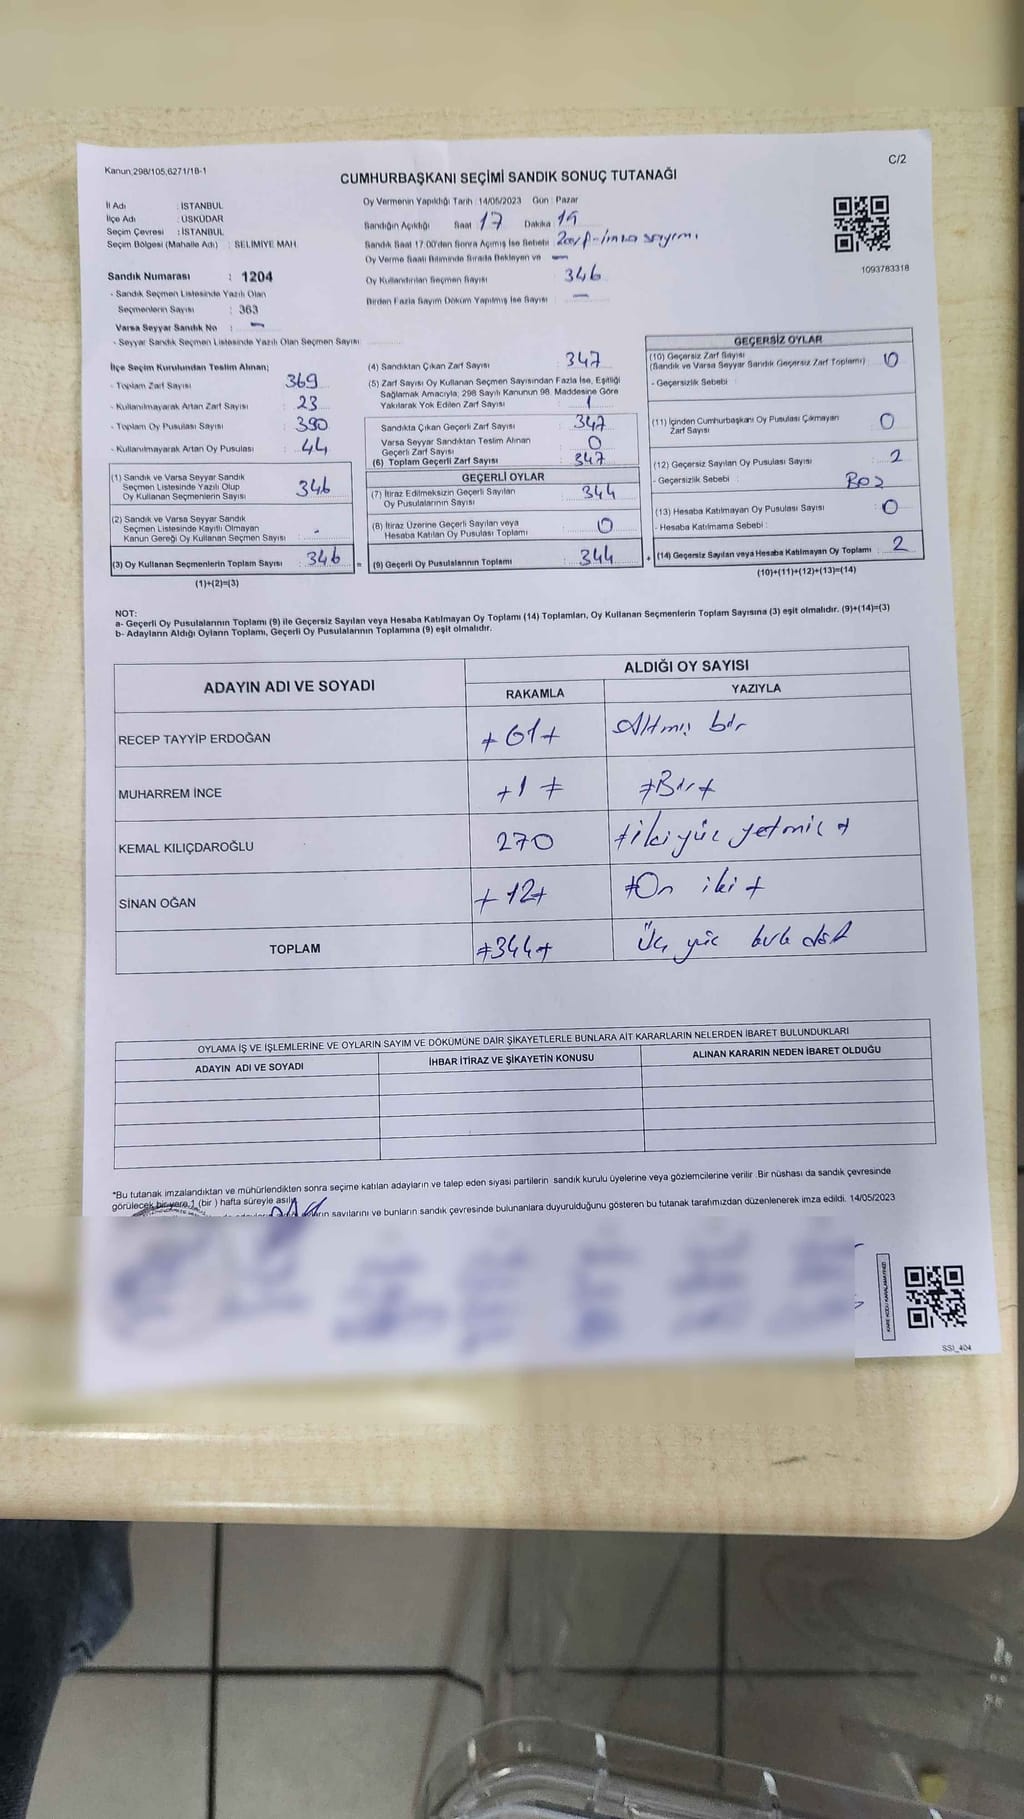 Kanun,298/105,6271/18-1
C/2
CUMHURBAŞKANI SEÇİMİ SANDIK SONUÇ TUTANAĞI
İl Adı : İSTANBUL
İlçe Adı : ÜSKÜDAR
Seçim Çevresi : İSTANBUL
Seçim Bölgesi (Mahalle Adı) : SELİMİYE MAH.
Sandık Numarası : 1204
- Sandık Seçmen Listesinde Yazılı Olan
Seçmenlerin Sayısı : 363
Varsa Seyyar Sandık No : -
- Seyyar Sandık Seçmen Listesinde Yazılı Olan Seçmen Sayısı
Oy Vermenin Yapıldığı Tarih : 14/05/2023 Gün : Pazar
Sandığın Açıldığı Saat 17 Dakika 19
Sandık Saat 17.00'den Sonra Açımış İse Sebebi Zarf-imza sayımı
Oy Verme Saati Bitiminde Sırada Bekleyen ve -
Oy Kullandırılan Seçmen Sayısı 346
Birden Fazla Sayım Döküm Yapılmış İse Sayısı -
1093783318
İlçe Seçim Kurulundan Teslim Alınan;
- Toplam Zarf Sayısı 369
- Kullanılmayarak Artan Zarf Sayısı : 23
- Toplam Oy Pusulası Sayısı : 390
- Kullanılmayarak Artan Oy Pusulası : 44
(1) Sandık ve Varsa Seyyar Sandık
Seçmen Listesinde Yazılı Olup
Oy Kullanan Seçmenlerin Sayısı : 346
(2) Sandık ve Varsa Seyyar Sandık
Seçmen Listesinde Kayıtlı Olmayan
Kanun Gereği Oy Kullanan Seçmen Sayısı : -
(3) Oy Kullanan Seçmenlerin Toplam Sayısı : 346
(1)+(2)=(3)
(4) Sandıktan Çıkan Zarf Sayısı : 347
(5) Zarf Sayısı Oy Kullanan Seçmen Sayısından Fazla İse, Eşitliği
Sağlamak Amacıyla; 298 Sayılı Kanunun 98. Maddesine Göre
Yakılarak Yok Edilen Zarf Sayısı : 1
Sandıkta Çıkan Geçerli Zarf Sayısı : 347
Varsa Seyyar Sandıktan Teslim Alınan
Geçerli Zarf Sayısı : 0
(6) Toplam Geçerli Zarf Sayısı : 347
GEÇERLİ OYLAR
(7) İtiraz Edilmeksizin Geçerli Sayılan
Oy Pusulalarının Sayısı : 344
(8) İtiraz Üzerine Geçerli Sayılan veya
Hesaba Katılan Oy Pusulası Toplamı : 0
= (9) Geçerli Oy Pusulalarının Toplamı : 344
GEÇERSİZ OYLAR
(10) Geçersiz Zarf Sayısı
(Sandık ve Varsa Seyyar Sandık Geçersiz Zarf Toplamı) : 0
- Geçersizlik Sebebi :
(11) İçinden Cumhurbaşkanı Oy Pusulası Çıkmayan
Zarf Sayısı : 0
(12) Geçersiz Sayılan Oy Pusulası Sayısı : 2
- Geçersizlik Sebebi : Boş
(13) Hesaba Katılmayan Oy Pusulası Sayısı : 0
- Hesaba Katılmama Sebebi :
+ (14) Geçersiz Sayılan veya Hesaba Katılmayan Oy Toplamı : 2
(10)+(11)+(12)+(13)=(14)
NOT:
a- Geçerli Oy Pusulalarının Toplamı (9) ile Geçersiz Sayılan veya Hesaba Katılmayan Oy Toplamı (14) Toplamları, Oy Kullanan Seçmenlerin Toplam Sayısına (3) eşit olmalıdır. (9)+(14)=(3)
b- Adayların Aldığı Oyların Toplamı, Geçerli Oy Pusulalarının Toplamına (9) eşit olmalıdır.
ADAYIN ADI VE SOYADI
ALDIĞI OY SAYISI
RAKAMLA YAZIYLA
RECEP TAYYİP ERDOĞAN +61+ Altmış bir
MUHARREM İNCE +1+ +Bir+
KEMAL KILIÇDAROĞLU 270 +iki yüz yetmiş+
SİNAN OĞAN +12+ +On iki+
TOPLAM +344+ Üç yüz kırk dört
OYLAMA İŞ VE İŞLEMLERİNE VE OYLARIN SAYIM VE DÖKÜMÜNE DAİR ŞİKAYETLERLE BUNLARA AİT KARARLARIN NELERDEN İBARET BULUNDUKLARI
ADAYIN ADI VE SOYADI
İHBAR İTİRAZ VE ŞİKAYETİN KONUSU
ALINAN KARARIN NEDEN İBARET OLDUĞU
*Bu tutanak imzalandıktan ve mühürlendikten sonra seçime katılan adayların ve talep eden siyasi partilerin sandık kurulu üyelerine veya gözlemcilerine verilir .Bir nüshası da sandık çevresinde
görülecek bir yere 1 (bir ) hafta süreyle asılır.
sayılarını ve bunların sandık çevresinde bulunanlara duyurulduğunu gösteren bu tutanak tarafımızdan düzenlenerek imza edildi. 14/05/2023
SSI_404